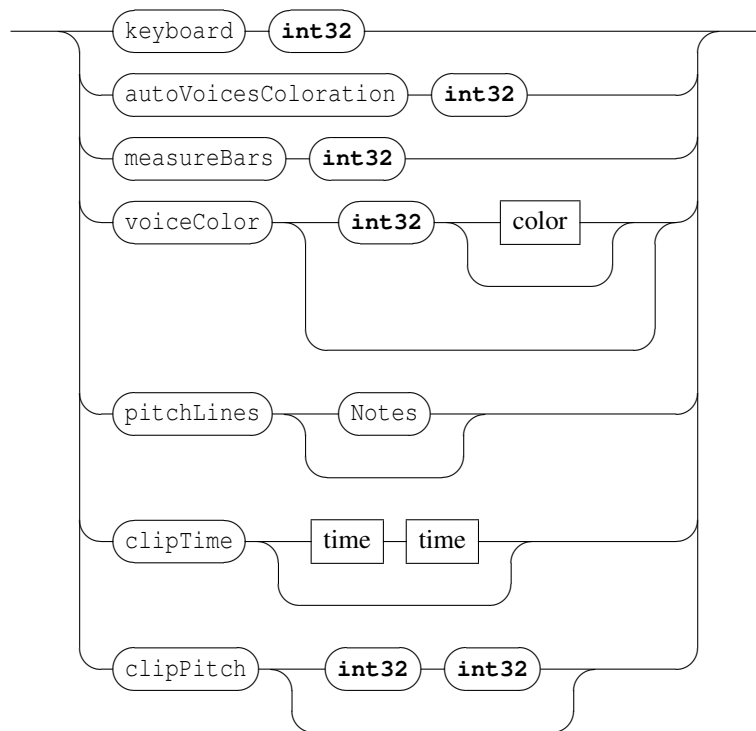 keyboard int32
autoVoicesColoration int32
measureBars int32
voiceColor int32 color
pitchLines Notes
clipTime time time
clipPitch int32 int32